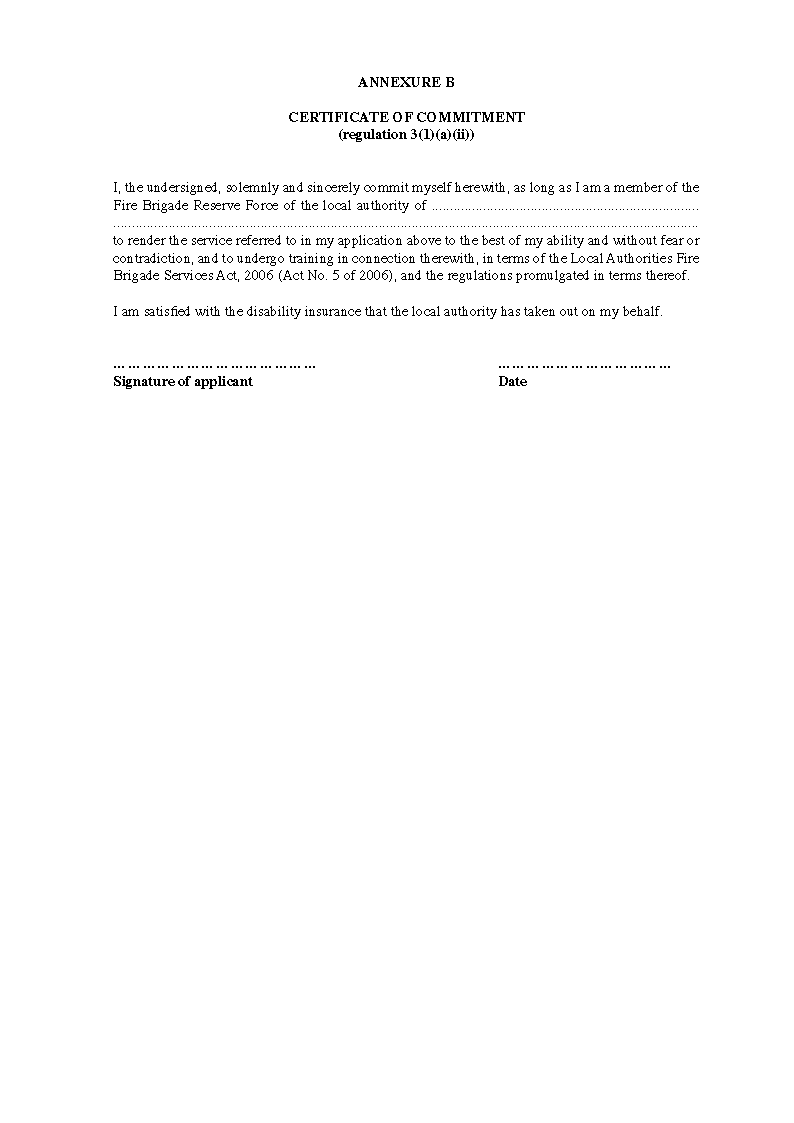 ANNEXURE B
CERTIFICATE OF COMMITMENT
(regulation 3(1)(a)(ii))
I, the undersigned, solemnly and sincerely commit myself herewith, as long as I am a member of the
Fire Brigade Reserve Force of the local authority of ..........................................................................
................................................................................................................................................................
to render the service referred to in my application above to the best of my ability and without fear or
contradiction, and to undergo training in connection therewith, in terms of the Local Authorities Fire
Brigade Services Act, 2006 (Act No. 5 of 2006), and the regulations promulgated in terms thereof.
I am satisfied with the disability insurance that the local authority has taken out on my behalf.
…………………………………… ………………………………
Signature of applicant Date